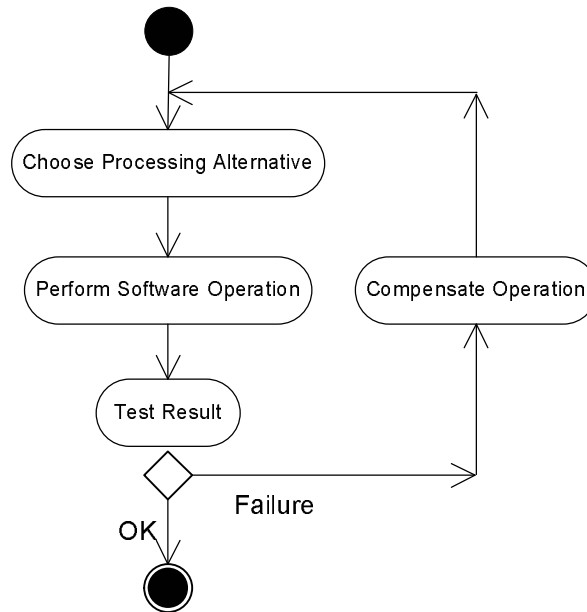 Choose Processing Alternative
Perform Software Operation
Compensate Operation
Test Result
Failure
OK